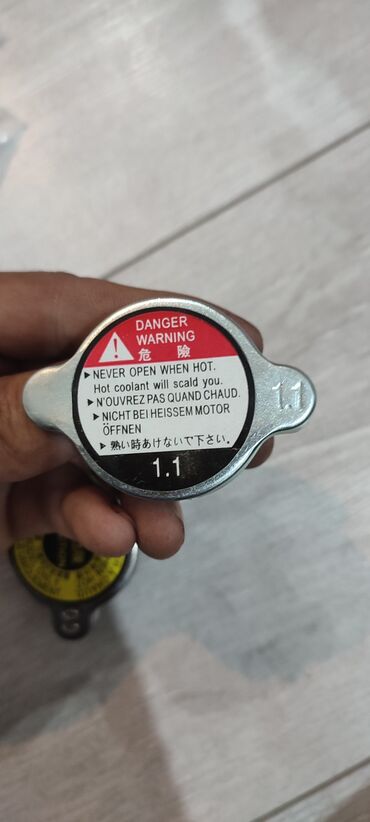 DANGER
WARNING
危 險
▶NEVER OPEN WHEN HOT.
Hot coolant will scald you.
▶N'OUVREZ PAS QUAND CHAUD.
▶NICHT BEI HEISSEM MOTOR
ÖFFNEN
▶熱い時あけないで下さい。
1.1
1.1